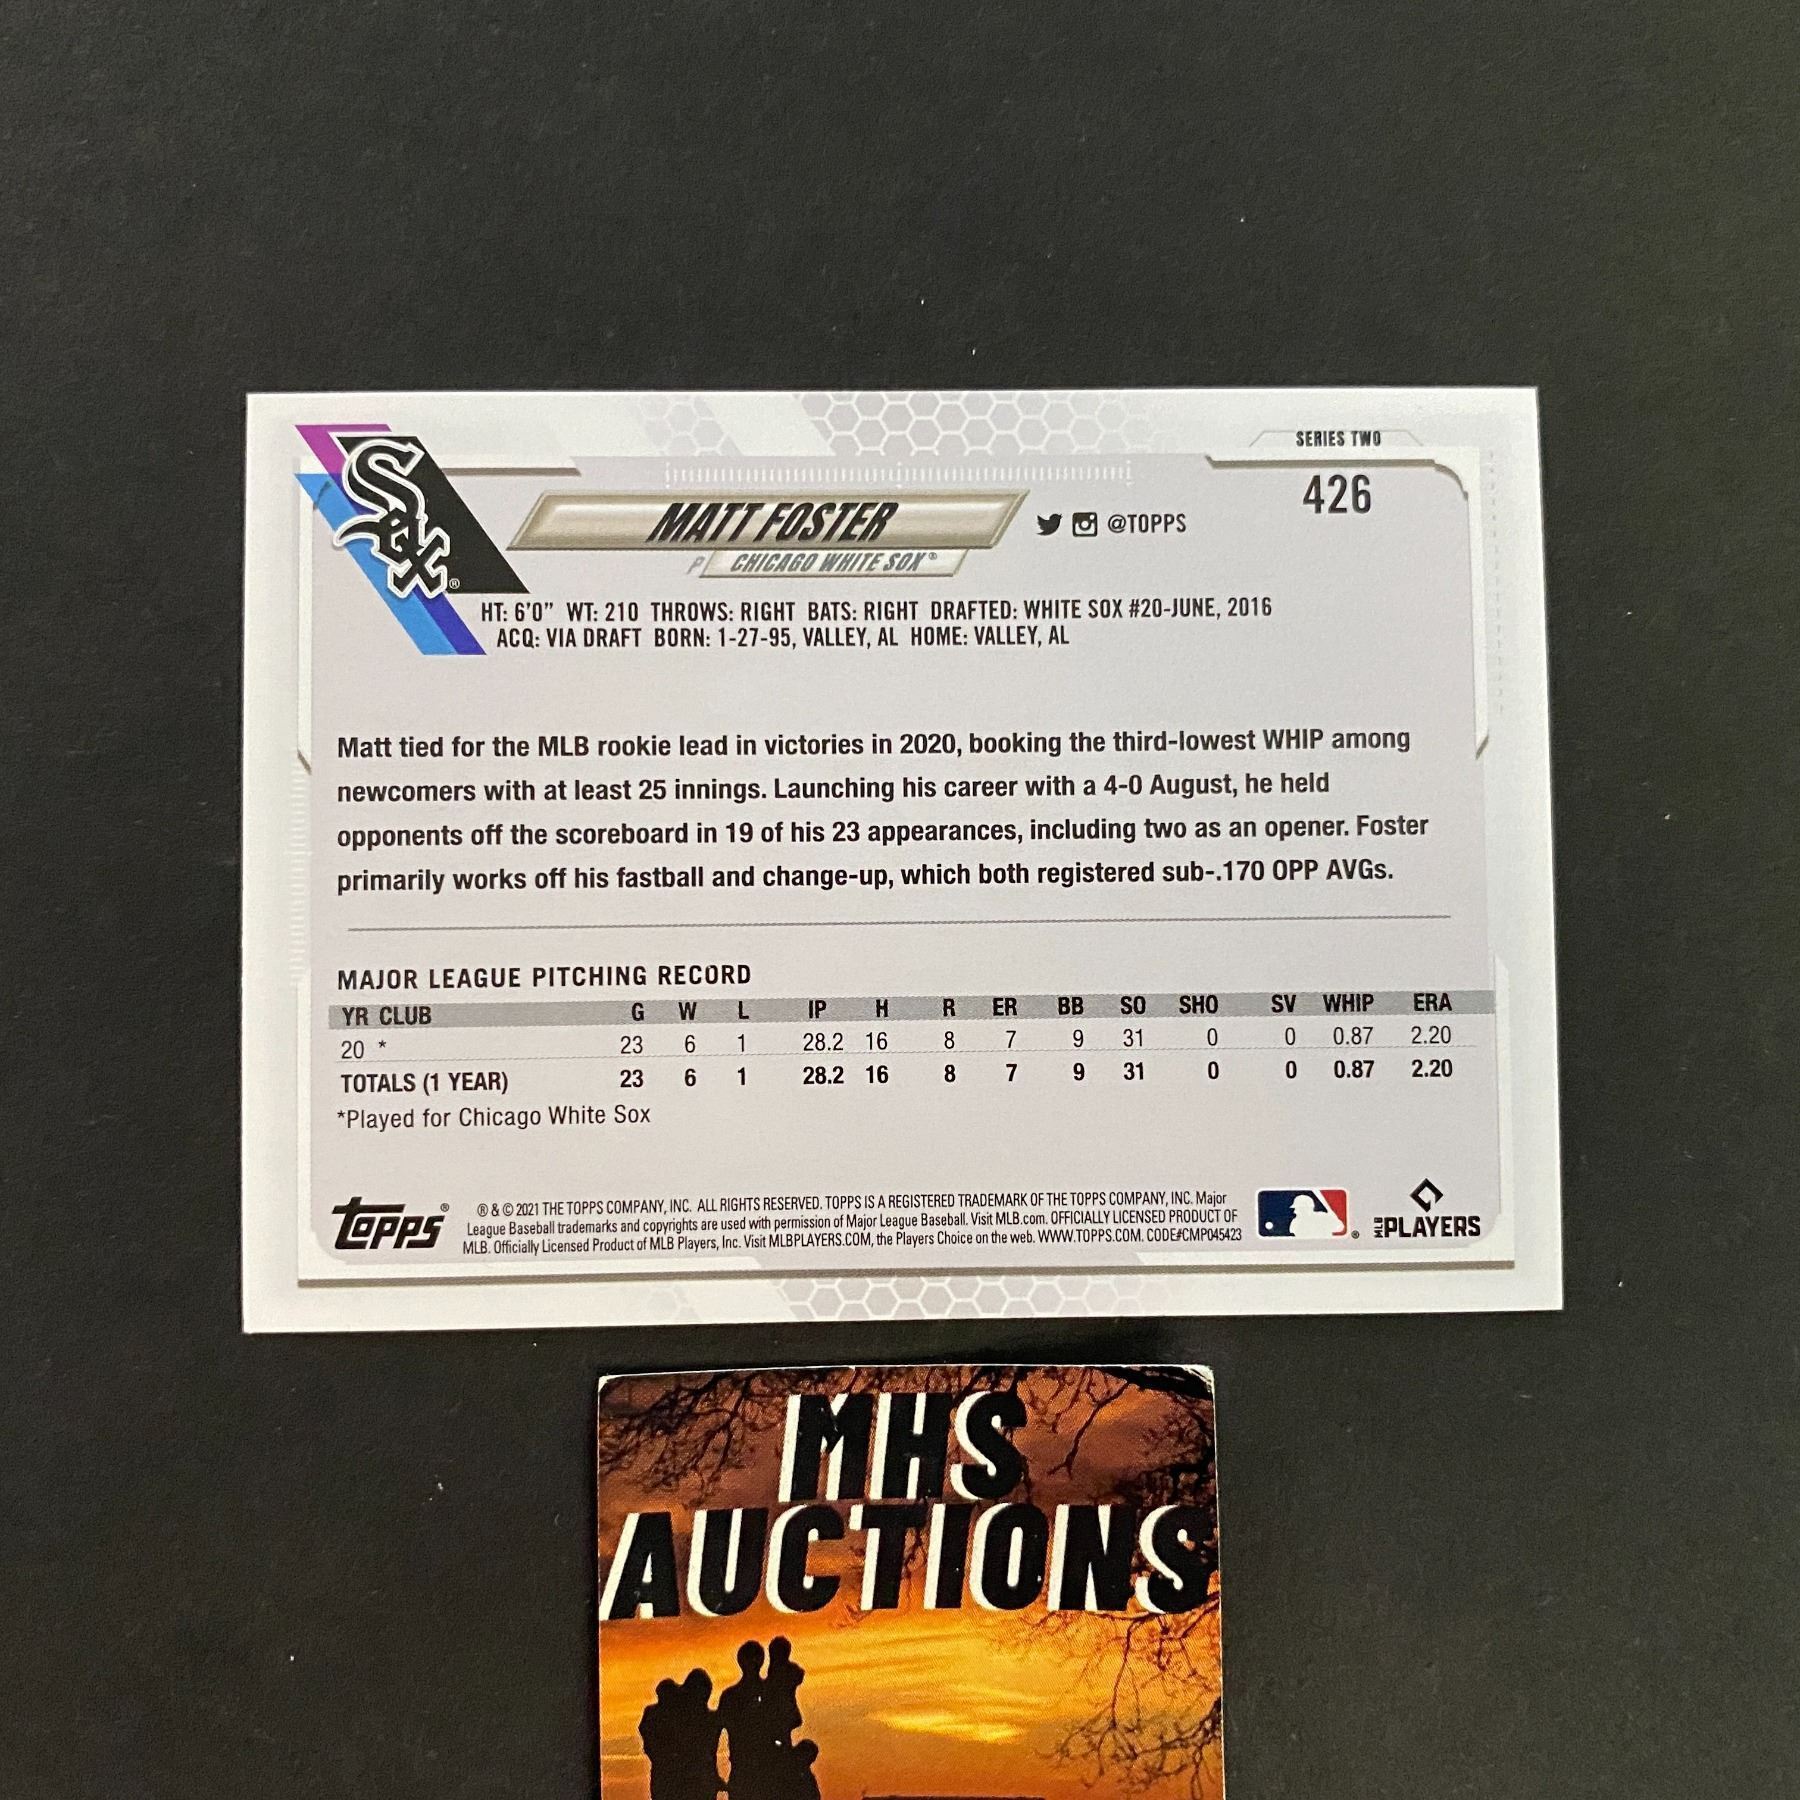 SERIES TWO
426
Sox ®
MATT FOSTER
@TOPPS
P CHICAGO WHITE SOX®
HT: 6'0" WT: 210 THROWS: RIGHT BATS: RIGHT DRAFTED: WHITE SOX #20-JUNE, 2016
ACQ: VIA DRAFT BORN: 1-27-95, VALLEY, AL HOME: VALLEY, AL
Matt tied for the MLB rookie lead in victories in 2020, booking the third-lowest WHIP among
newcomers with at least 25 innings. Launching his career with a 4-0 August, he held
opponents off the scoreboard in 19 of his 23 appearances, including two as an opener. Foster
primarily works off his fastball and change-up, which both registered sub-.170 OPP AVGs.
MAJOR LEAGUE PITCHING RECORD
YR CLUB G W L IP H R ER BB SO SHO SV WHIP ERA
20 * 23 6 1 28.2 16 8 7 9 31 0 0 0.87 2.20
TOTALS (1 YEAR) 23 6 1 28.2 16 8 7 9 31 0 0 0.87 2.20
*Played for Chicago White Sox
topps®
® & © 2021 THE TOPPS COMPANY, INC. ALL RIGHTS RESERVED. TOPPS IS A REGISTERED TRADEMARK OF THE TOPPS COMPANY, INC. Major
League Baseball trademarks and copyrights are used with permission of Major League Baseball. Visit MLB.com. OFFICIALLY LICENSED PRODUCT OF
MLB. Officially Licensed Product of MLB Players, Inc. Visit MLBPLAYERS.COM, the Players Choice on the web. WWW.TOPPS.COM. CODE#CMP045423
®
MLB PLAYERS
MHS
AUCTIONS